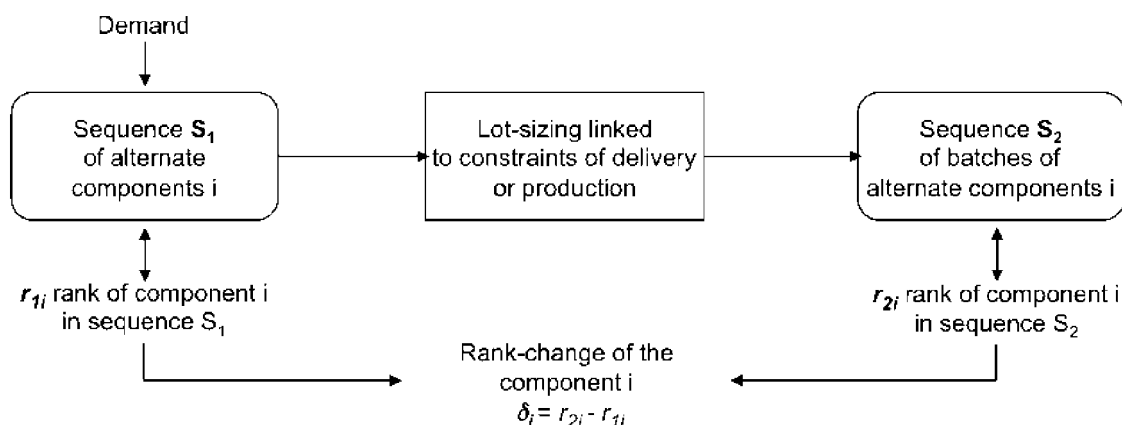 Demand
Sequence S₁
of alternate
components i
Lot-sizing linked
to constraints of delivery
or production
Sequence S₂
of batches of
alternate components i
r₁ᵢ rank of component i
in sequence S₁
r₂ᵢ rank of component i
in sequence S₂
Rank-change of the
component i
δᵢ = r₂ᵢ - r₁ᵢ